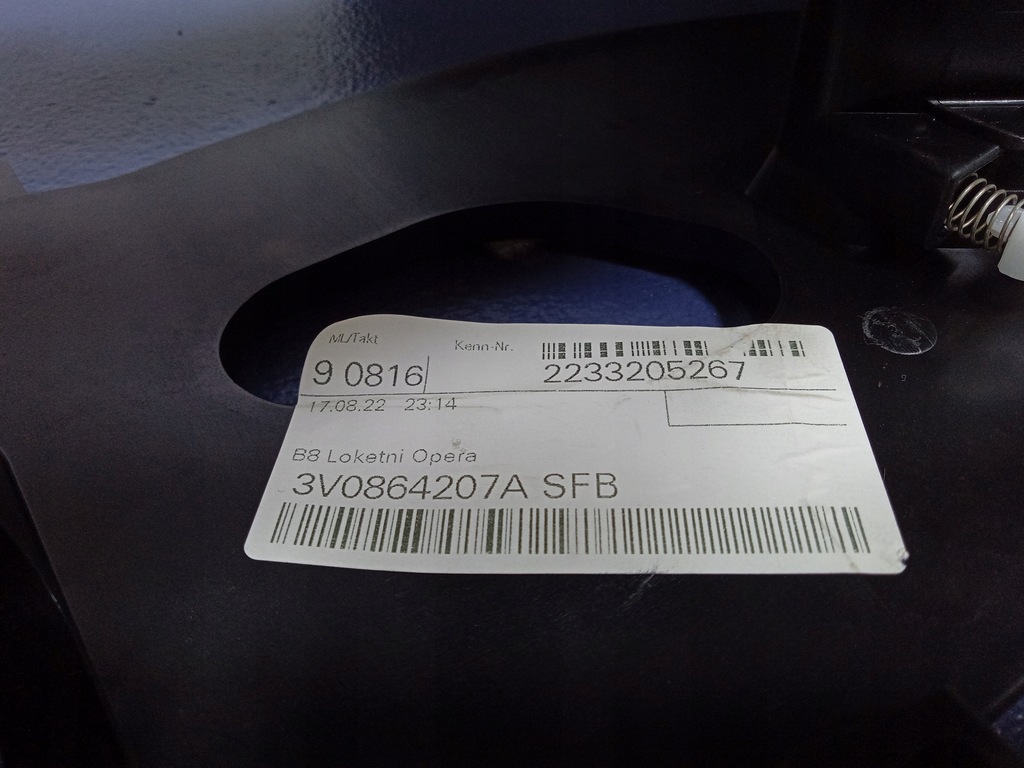 ML/Takt Kenn-Nr.
9 0816 2233205267
17.08.22 23:14
B8 Loketni Opera
3V0864207A SFB